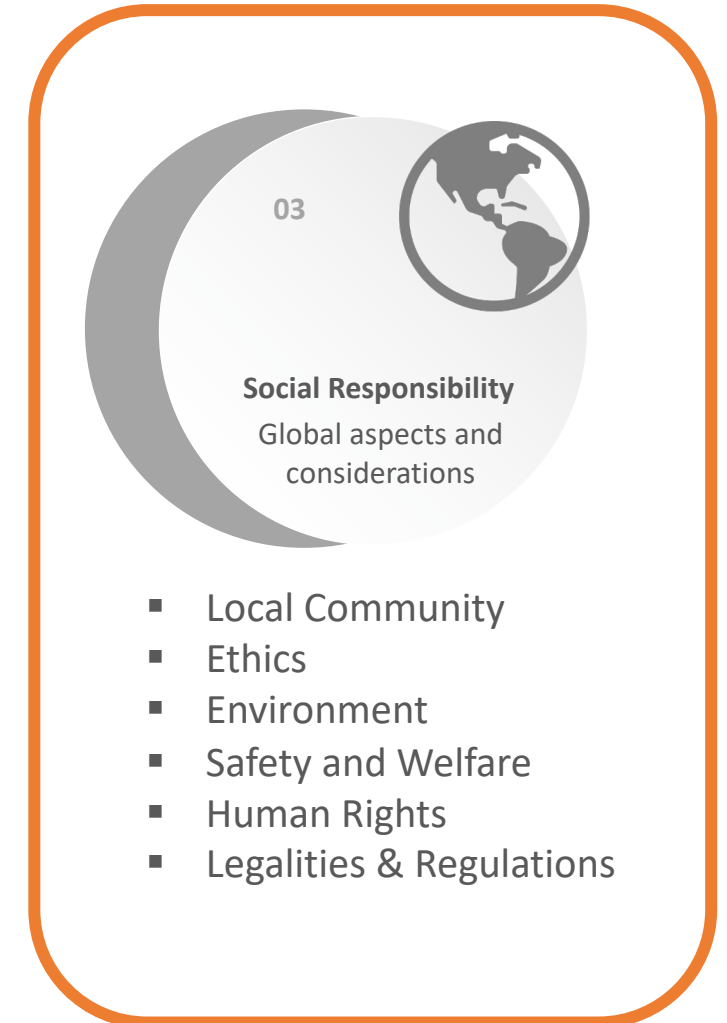 03
Social Responsibility
Global aspects and
considerations
▪ Local Community
▪ Ethics
▪ Environment
▪ Safety and Welfare
▪ Human Rights
▪ Legalities & Regulations